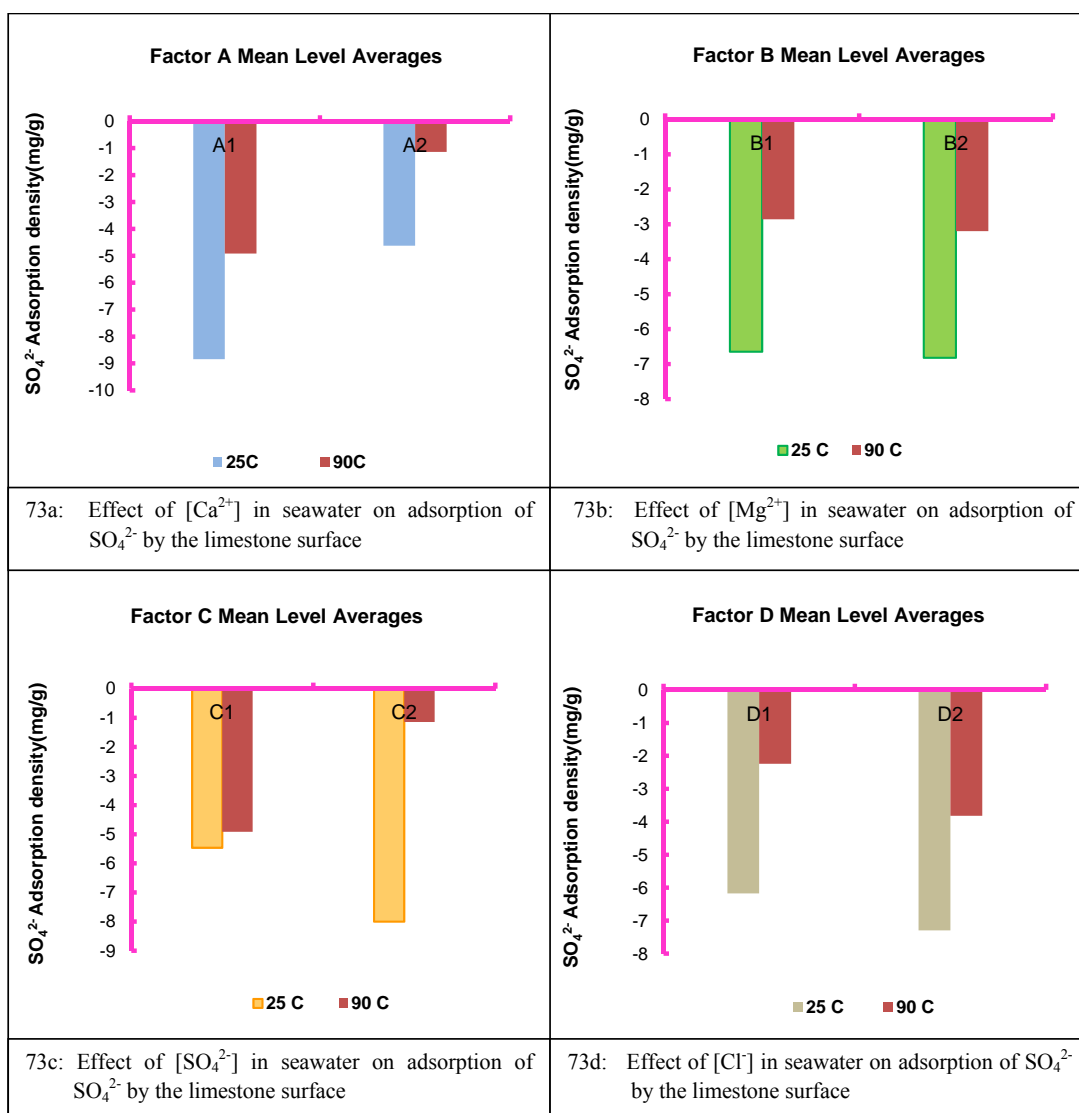 Factor A Mean Level Averages
SO₄²⁻ Adsorption density(mg/g)
0
-1
-2
-3
-4
-5
-6
-7
-8
-9
-10
A1
A2
25C
90C
73a: Effect of [Ca²⁺] in seawater on adsorption of
SO₄²⁻ by the limestone surface
Factor B Mean Level Averages
SO₄²⁻ Adsorption density(mg/g)
0
-1
-2
-3
-4
-5
-6
-7
-8
B1
B2
25 C
90 C
73b: Effect of [Mg²⁺] in seawater on adsorption of
SO₄²⁻ by the limestone surface
Factor C Mean Level Averages
SO₄²⁻ Adsorption density(mg/g)
0
-1
-2
-3
-4
-5
-6
-7
-8
-9
C1
C2
25 C
90 C
73c: Effect of [SO₄²⁻] in seawater on adsorption of
SO₄²⁻ by the limestone surface
Factor D Mean Level Averages
SO₄²⁻ Adsorption density(mg/g)
0
-1
-2
-3
-4
-5
-6
-7
-8
D1
D2
25 C
90 C
73d: Effect of [Cl⁻] in seawater on adsorption of SO₄²⁻
by the limestone surface